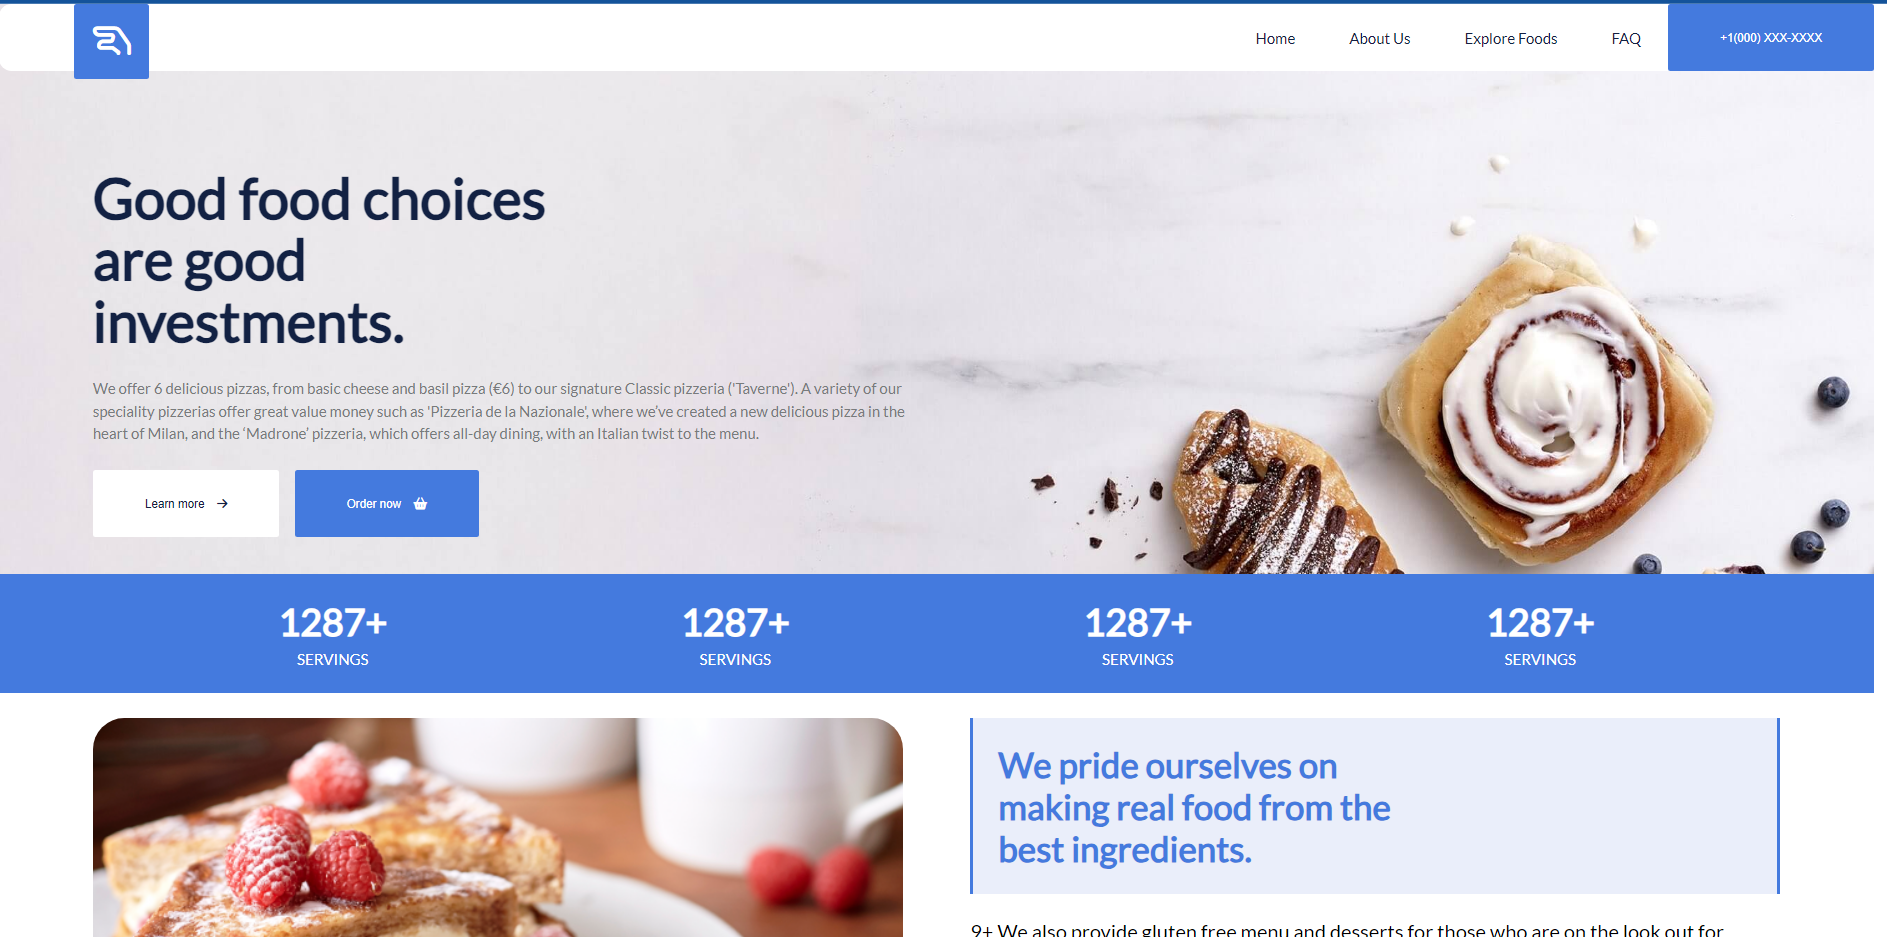 Home About Us Explore Foods FAQ +1(000) XXX-XXXX
Good food choices
are good
investments.
We offer 6 delicious pizzas, from basic cheese and basil pizza (€6) to our signature Classic pizzeria ('Taverne'). A variety of our
speciality pizzerias offer great value money such as 'Pizzeria de la Nazionale', where we’ve created a new delicious pizza in the
heart of Milan, and the ‘Madrone’ pizzeria, which offers all-day dining, with an Italian twist to the menu.
Learn more Order now
1287+ 1287+ 1287+ 1287+
SERVINGS SERVINGS SERVINGS SERVINGS
We pride ourselves on
making real food from the
best ingredients.
9+ We also provide gluten free menu and desserts for those who are on the look out for